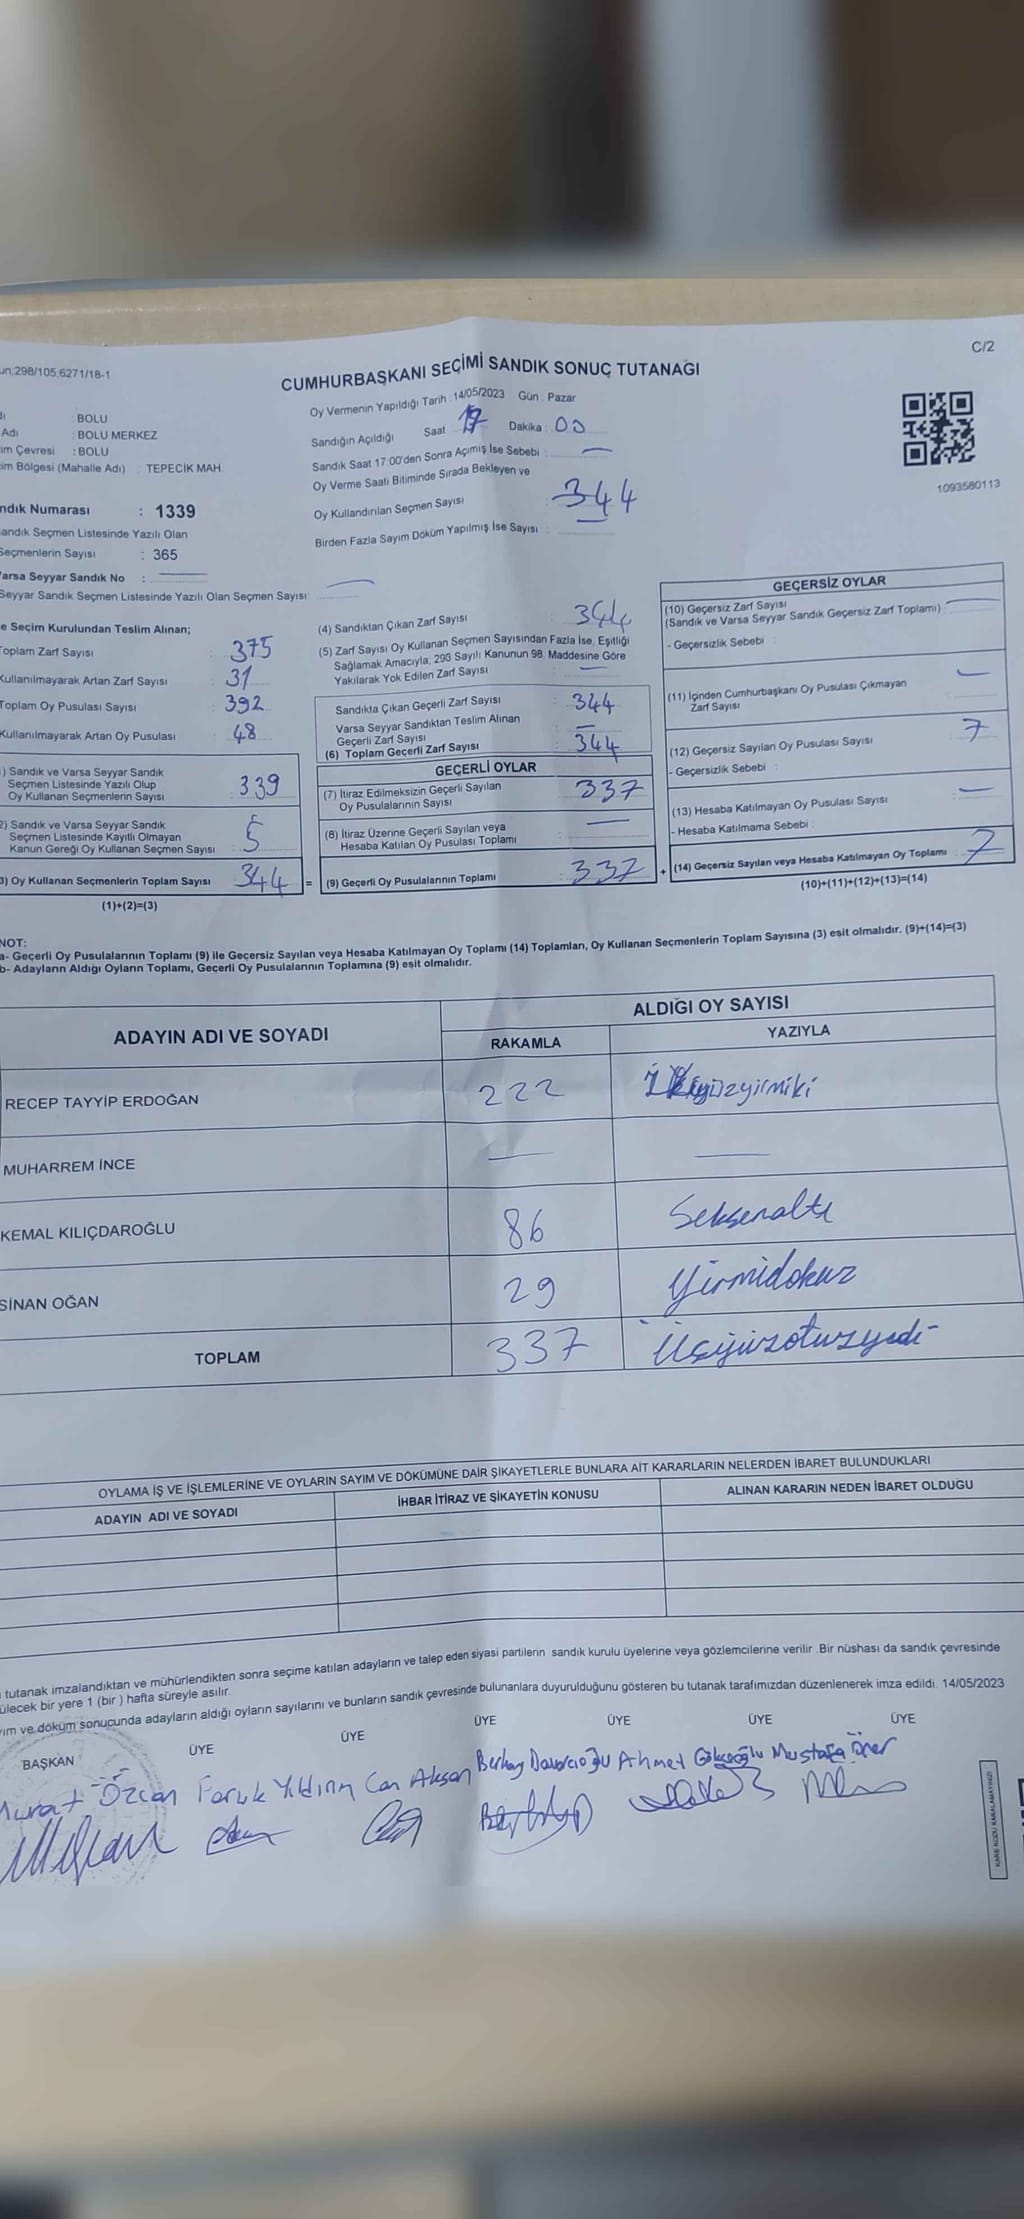 un;298/105,6271/18-1
C/2
CUMHURBAŞKANI SEÇİMİ SANDIK SONUÇ TUTANAĞI
Oy Vermenin Yapıldığı Tarih : 14/05/2023 Gün : Pazar
dı : BOLU
Adı : BOLU MERKEZ
im Çevresi : BOLU
im Bölgesi (Mahalle Adı) : TEPECİK MAH.
Sandığın Açıldığı Saat 17 Dakika : 00
Sandık Saat 17:00'den Sonra Açımış İse Sebebi : —
Oy Verme Saati Bitiminde Sırada Bekleyen ve
Oy Kullandırılan Seçmen Sayısı : 344
Birden Fazla Sayım Döküm Yapılmış İse Sayısı : —
1093580113
ndık Numarası : 1339
andık Seçmen Listesinde Yazılı Olan
Seçmenlerin Sayısı : 365
Varsa Seyyar Sandık No : —
Seyyar Sandık Seçmen Listesinde Yazılı Olan Seçmen Sayısı: —
e Seçim Kurulundan Teslim Alınan;
Toplam Zarf Sayısı : 375
Kullanılmayarak Artan Zarf Sayısı : 31
Toplam Oy Pusulası Sayısı : 392
Kullanılmayarak Artan Oy Pusulası : 48
) Sandık ve Varsa Seyyar Sandık
Seçmen Listesinde Yazılı Olup
Oy Kullanan Seçmenlerin Sayısı : 339
2) Sandık ve Varsa Seyyar Sandık
Seçmen Listesinde Kayıtlı Olmayan
Kanun Gereği Oy Kullanan Seçmen Sayısı : 5
3) Oy Kullanan Seçmenlerin Toplam Sayısı : 344 =
(1)+(2)=(3)
(4) Sandıktan Çıkan Zarf Sayısı : 344
(5) Zarf Sayısı Oy Kullanan Seçmen Sayısından Fazla İse, Eşitliği
Sağlamak Amacıyla; 298 Sayılı Kanunun 98. Maddesine Göre
Yakılarak Yok Edilen Zarf Sayısı : —
Sandıkta Çıkan Geçerli Zarf Sayısı : 344
Varsa Seyyar Sandıktan Teslim Alınan
Geçerli Zarf Sayısı : —
(6) Toplam Geçerli Zarf Sayısı : 344
GEÇERLİ OYLAR
(7) İtiraz Edilmeksizin Geçerli Sayılan
Oy Pusulalarının Sayısı : 337
(8) İtiraz Üzerine Geçerli Sayılan veya
Hesaba Katılan Oy Pusulası Toplamı : —
(9) Geçerli Oy Pusulalarının Toplamı : 337 +
GEÇERSİZ OYLAR
(10) Geçersiz Zarf Sayısı
(Sandık ve Varsa Seyyar Sandık Geçersiz Zarf Toplamı) : —
- Geçersizlik Sebebi :
(11) İçinden Cumhurbaşkanı Oy Pusulası Çıkmayan
Zarf Sayısı : —
(12) Geçersiz Sayılan Oy Pusulası Sayısı : 7
- Geçersizlik Sebebi :
(13) Hesaba Katılmayan Oy Pusulası Sayısı : —
- Hesaba Katılmama Sebebi :
(14) Geçersiz Sayılan veya Hesaba Katılmayan Oy Toplamı : 7
(10)+(11)+(12)+(13)=(14)
NOT:
a- Geçerli Oy Pusulalarının Toplamı (9) ile Geçersiz Sayılan veya Hesaba Katılmayan Oy Toplamı (14) Toplamları, Oy Kullanan Seçmenlerin Toplam Sayısına (3) eşit olmalıdır. (9)+(14)=(3)
b- Adayların Aldığı Oyların Toplamı, Geçerli Oy Pusulalarının Toplamına (9) eşit olmalıdır.
ADAYIN ADI VE SOYADI ALDIĞI OY SAYISI
RAKAMLA YAZIYLA
RECEP TAYYİP ERDOĞAN 222 İkiyüzyirmiki
MUHARREM İNCE — —
KEMAL KILIÇDAROĞLU 86 Seksenaltı
SİNAN OĞAN 29 Yirmidokuz
TOPLAM 337 Üçyüzotuzyedi
OYLAMA İŞ VE İŞLEMLERİNE VE OYLARIN SAYIM VE DÖKÜMÜNE DAİR ŞİKAYETLERLE BUNLARA AİT KARARLARIN NELERDEN İBARET BULUNDUKLARI
ADAYIN ADI VE SOYADI İHBAR İTİRAZ VE ŞİKAYETİN KONUSU ALINAN KARARIN NEDEN İBARET OLDUĞU
tutanak imzalandıktan ve mühürlendikten sonra seçime katılan adayların ve talep eden siyasi partilerin sandık kurulu üyelerine veya gözlemcilerine verilir. Bir nüshası da sandık çevresinde
ülecek bir yere 1 (bir ) hafta süreyle asılır.
yım ve döküm sonucunda adayların aldığı oyların sayılarını ve bunların sandık çevresinde bulunanlara duyurulduğunu gösteren bu tutanak tarafımızdan düzenlenerek imza edildi. 14/05/2023
BAŞKAN ÜYE ÜYE ÜYE ÜYE ÜYE ÜYE
Murat Özcan Faruk Yıldırım Can Aksan Berkay Ahmet Gökçeoğlu Mustafa Öner
KARE KODU KARALAMAYINIZ!